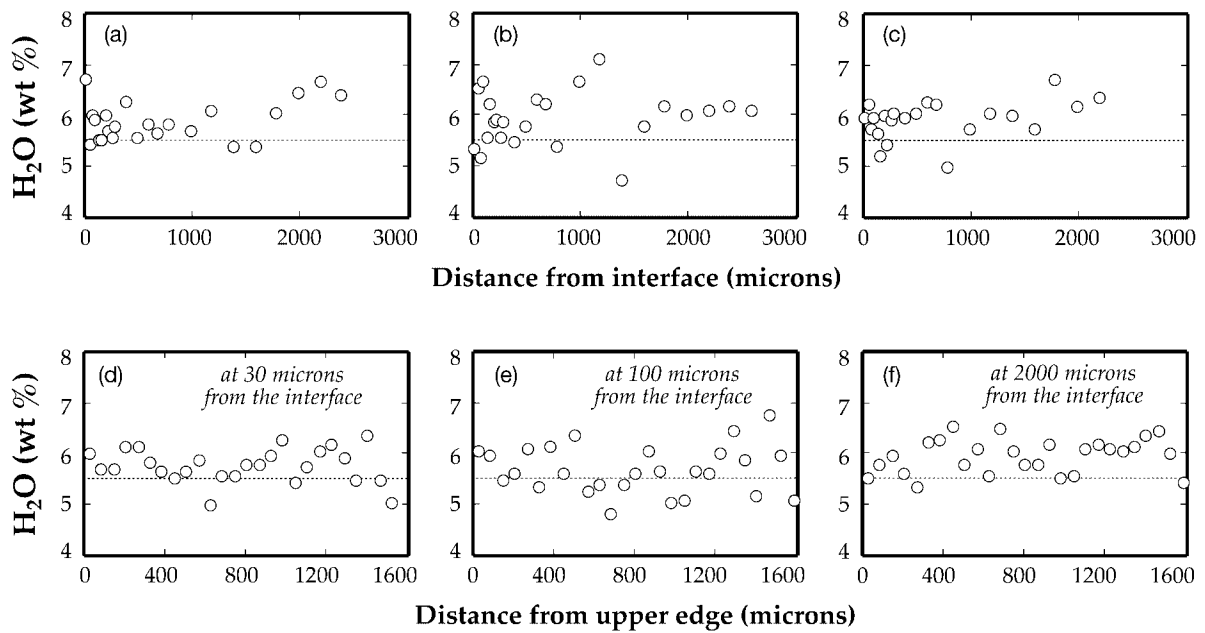 (a)
(b)
(c)
H2O (wt %)
8
7
6
5
4
8
7
6
5
4
8
7
6
5
4
0 1000 2000 3000
0 1000 2000 3000
0 1000 2000 3000
Distance from interface (microns)
(d)
at 30 microns
from the interface
(e)
at 100 microns
from the interface
(f)
at 2000 microns
from the interface
H2O (wt %)
8
7
6
5
4
8
7
6
5
4
8
7
6
5
4
0 400 800 1200 1600
0 400 800 1200 1600
0 400 800 1200 1600
Distance from upper edge (microns)